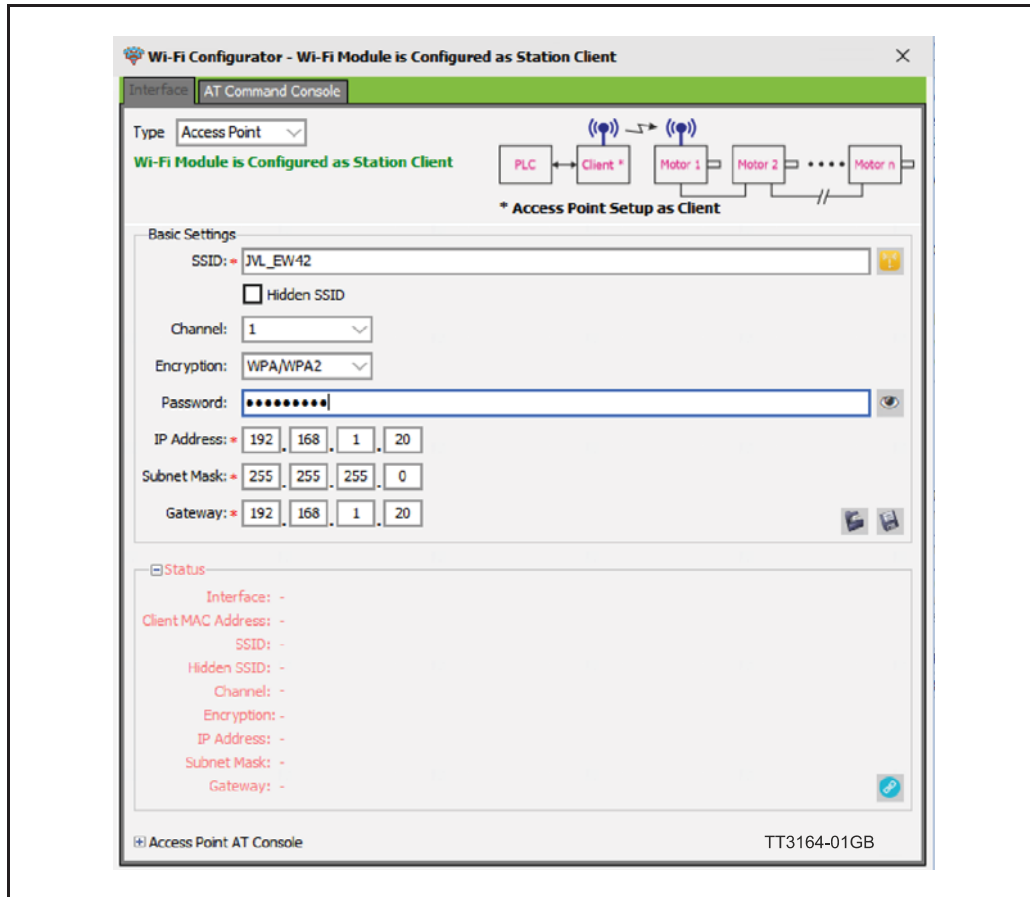 Wi-Fi Configurator - Wi-Fi Module is Configured as Station Client
Interface AT Command Console
Type Access Point
Wi-Fi Module is Configured as Station Client
PLC Client * Motor 1 Motor 2 Motor n
* Access Point Setup as Client
Basic Settings
SSID: * JVL_EW42
Hidden SSID
Channel: 1
Encryption: WPA/WPA2
Password: •••••••••
IP Address: * 192 . 168 . 1 . 20
Subnet Mask: * 255 . 255 . 255 . 0
Gateway: * 192 . 168 . 1 . 20
Status
Interface: -
Client MAC Address: -
SSID: -
Hidden SSID: -
Channel: -
Encryption: -
IP Address: -
Subnet Mask: -
Gateway: -
Access Point AT Console
TT3164-01GB